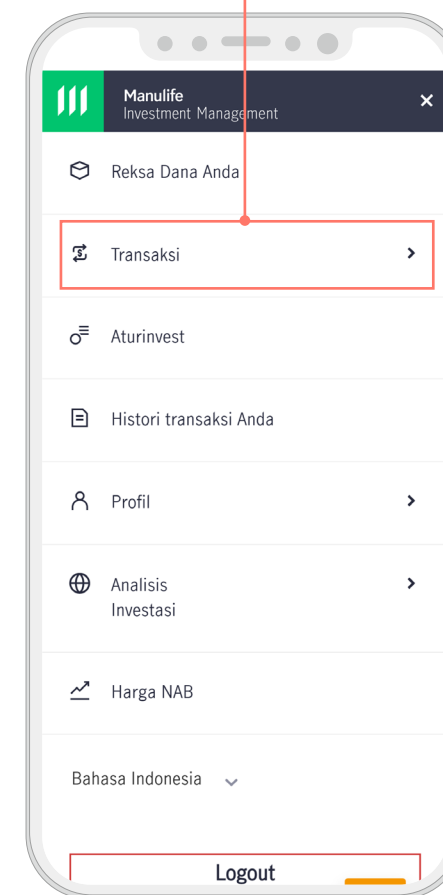 Manulife
Investment Management
Reksa Dana Anda
Transaksi
Aturinvest
Histori transaksi Anda
Profil
Analisis
Investasi
Harga NAB
Bahasa Indonesia
Logout